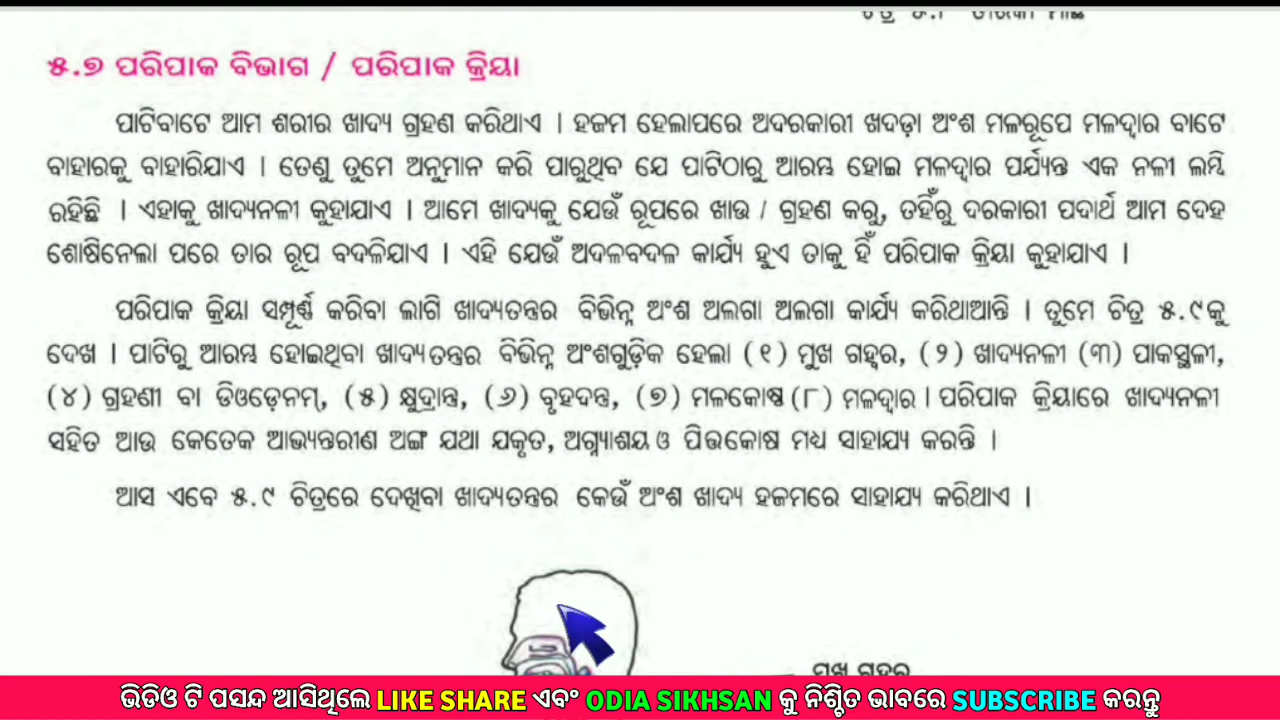 ୫.୭ ପରିପାକ ବିଭାଗ / ପରିପାକ କ୍ରିୟା
ପାଟିବାଟେ ଆମ ଶରୀର ଖାଦ୍ୟ ଗ୍ରହଣ କରିଥାଏ । ହଜମ ହେଲାପରେ ଅଦରକାରୀ ଖଦଡ଼ା ଅଂଶ ମଳରୂପେ ମଳଦ୍ୱାର ବାଟେ
ବାହାରକୁ ବାହାରିଯାଏ । ତେଣୁ ତୁମେ ଅନୁମାନ କରି ପାରୁଥିବ ଯେ ପାଟିଠାରୁ ଆରମ୍ଭ ହୋଇ ମଳଦ୍ୱାର ପର୍ଯ୍ୟନ୍ତ ଏକ ନଳୀ ଲମ୍ବି
ରହିଛି । ଏହାକୁ ଖାଦ୍ୟନଳୀ କୁହାଯାଏ । ଆମେ ଖାଦ୍ୟକୁ ଯେଉଁ ରୂପରେ ଖାଉ / ଗ୍ରହଣ କରୁ, ତହିଁରୁ ଦରକାରୀ ପଦାର୍ଥ ଆମ ଦେହ
ଶୋଷିନେଲା ପରେ ତାର ରୂପ ବଦଳିଯାଏ । ଏହି ଯେଉଁ ଅଦଳବଦଳ କାର୍ଯ୍ୟ ହୁଏ ତାକୁ ହିଁ ପରିପାକ କ୍ରିୟା କୁହାଯାଏ ।
ପରିପାକ କ୍ରିୟା ସମ୍ପୂର୍ଣ୍ଣ କରିବା ଲାଗି ଖାଦ୍ୟତନ୍ତ୍ରର ବିଭିନ୍ନ ଅଂଶ ଅଲଗା ଅଲଗା କାର୍ଯ୍ୟ କରିଥାଆନ୍ତି । ତୁମେ ଚିତ୍ର ୫.୯କୁ
ଦେଖ । ପାଟିରୁ ଆରମ୍ଭ ହୋଇଥିବା ଖାଦ୍ୟତନ୍ତ୍ରର ବିଭିନ୍ନ ଅଂଶଗୁଡ଼ିକ ହେଲା (୧) ମୁଖ ଗହ୍ୱର, (୨) ଖାଦ୍ୟନଳୀ (୩) ପାକସ୍ଥଳୀ,
(୪) ଗ୍ରହଣୀ ବା ଡିଓଡ଼େନମ୍, (୫) କ୍ଷୁଦ୍ରାନ୍ତ୍ର, (୬) ବୃହଦନ୍ତ୍ର, (୭) ମଳକୋଷ (୮) ମଳଦ୍ୱାର । ପରିପାକ କ୍ରିୟାରେ ଖାଦ୍ୟନଳୀ
ସହିତ ଆଉ କେତେକ ଆଭ୍ୟନ୍ତରୀଣ ଅଙ୍ଗ ଯଥା ଯକୃତ, ଅଗ୍ନ୍ୟାଶୟ ଓ ପିତ୍ତକୋଷ ମଧ୍ୟ ସାହାଯ୍ୟ କରନ୍ତି ।
ଆସ ଏବେ ୫.୯ ଚିତ୍ରରେ ଦେଖିବା ଖାଦ୍ୟତନ୍ତ୍ରର କେଉଁ ଅଂଶ ଖାଦ୍ୟ ହଜମରେ ସାହାଯ୍ୟ କରିଥାଏ ।
ମୁଖ ଗହ୍ୱର
ଭିଡିଓ ଟି ପସନ୍ଦ ଆସିଥିଲେ LIKE SHARE ଏବଂ ODIA SIKHSAN କୁ ନିଶ୍ଚିତ ଭାବରେ SUBSCRIBE କରନ୍ତୁ